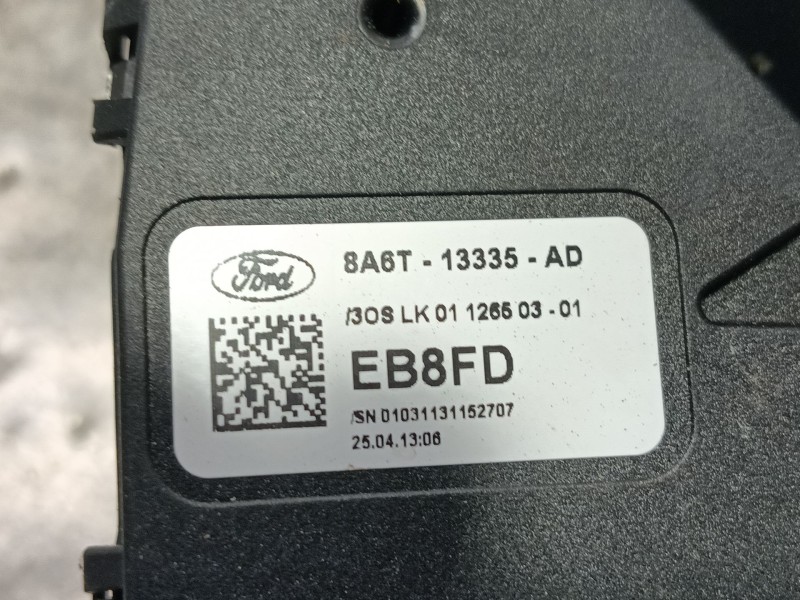 Ford
8A6T - 13335 - AD
/3OS LK 01 1265 03 - 01
EB8FD
/SN 01031131152707
25.04.13:06